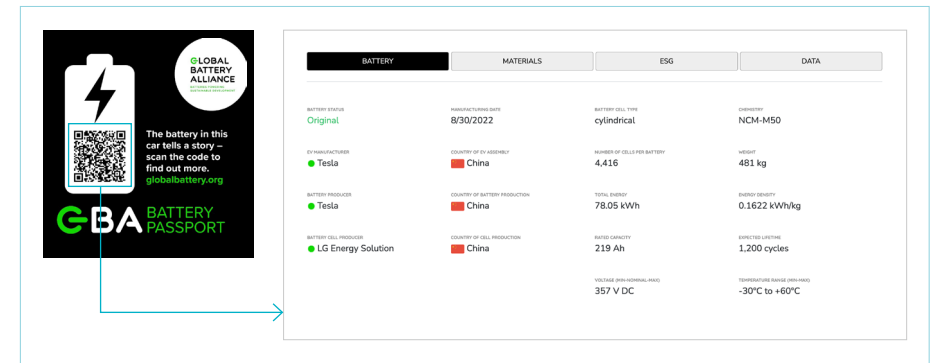 GLOBAL
BATTERY
ALLIANCE
BATTERIES POWERING
SUSTAINABLE DEVELOPMENT
The battery in this
car tells a story –
scan the code to
find out more.
globalbattery.org
GBA BATTERY
PASSPORT
BATTERY MATERIALS ESG DATA
BATTERY STATUS MANUFACTURING DATE BATTERY CELL TYPE CHEMISTRY
Original 8/30/2022 cylindrical NCM-M50
EV MANUFACTURER COUNTRY OF EV ASSEMBLY NUMBER OF CELLS PER BATTERY WEIGHT
Tesla China 4,416 481 kg
BATTERY PRODUCER COUNTRY OF BATTERY PRODUCTION TOTAL ENERGY ENERGY DENSITY
Tesla China 78.05 kWh 0.1622 kWh/kg
BATTERY CELL PRODUCER COUNTRY OF CELL PRODUCTION RATED CAPACITY EXPECTED LIFETIME
LG Energy Solution China 219 Ah 1,200 cycles
VOLTAGE (MIN-NOMINAL-MAX) TEMPERATURE RANGE (MIN-MAX)
357 V DC -30°C to +60°C